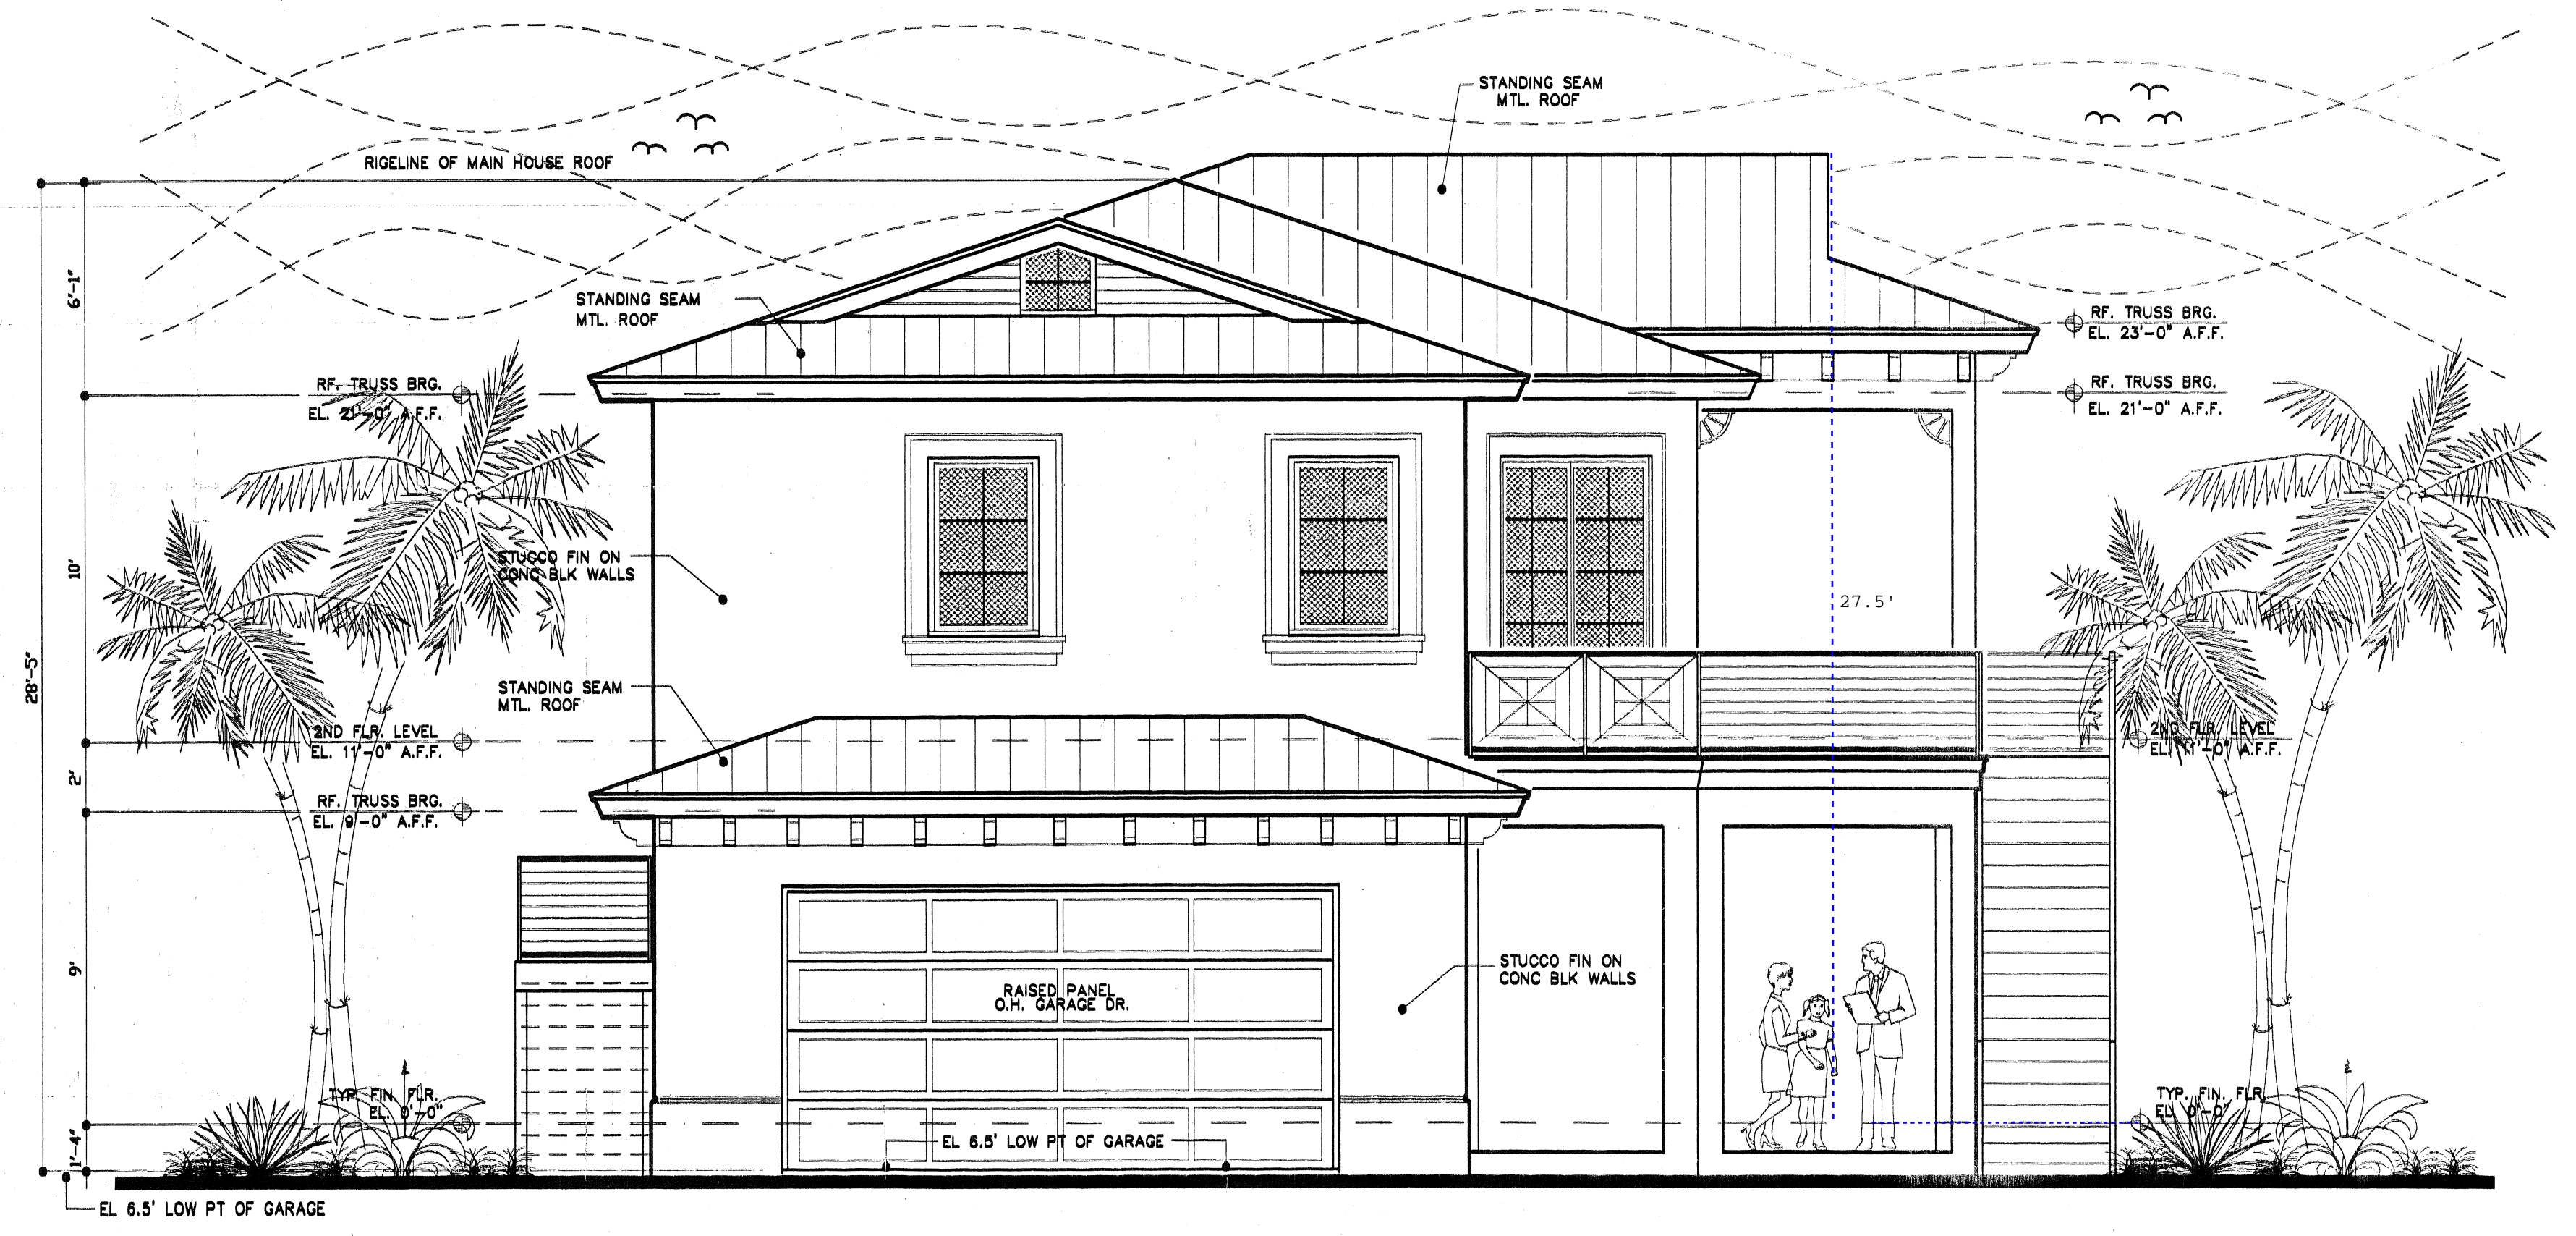 STANDING SEAM
MTL. ROOF
RIGELINE OF MAIN HOUSE ROOF
6'-1"
STANDING SEAM
MTL. ROOF
RF. TRUSS BRG.
EL. 23'-0" A.F.F.
RF. TRUSS BRG.
EL. 21'-0" A.F.F.
RF. TRUSS BRG.
EL. 21'-0" A.F.F.
10'
STUCCO FIN ON
CONC BLK WALLS
27.5'
28'-5"
STANDING SEAM
MTL. ROOF
2ND FLR. LEVEL
EL. 11'-0" A.F.F.
2ND FLR. LEVEL
EL. 11'-0" A.F.F.
2'
RF. TRUSS BRG.
EL. 9'-0" A.F.F.
9'
STUCCO FIN ON
CONC BLK WALLS
RAISED PANEL
O.H. GARAGE DR.
TYP. FIN. FLR.
EL. 0'-0"
TYP. FIN. FLR.
EL. 0'-0"
1'-4"
EL 6.5' LOW PT OF GARAGE
EL 6.5' LOW PT OF GARAGE